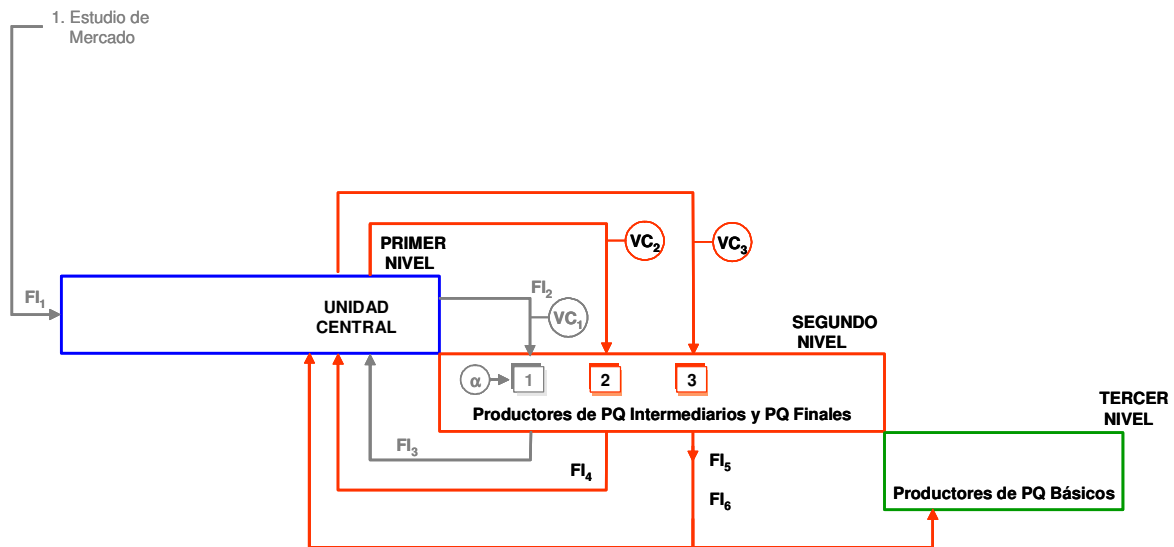 1. Estudio de
Mercado
FI1
PRIMER
NIVEL
UNIDAD
CENTRAL
FI2
VC1
VC2
VC3
SEGUNDO
NIVEL
α
1
2
3
Productores de PQ Intermediarios y PQ Finales
FI3
FI4
FI5
FI6
TERCER
NIVEL
Productores de PQ Básicos